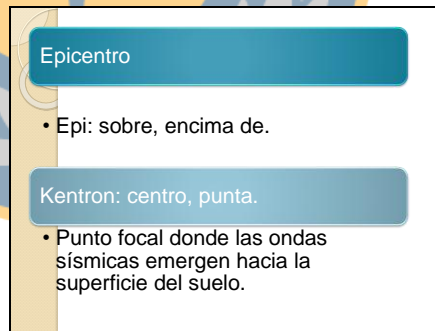 Epicentro
• Epi: sobre, encima de.
Kentron: centro, punta.
• Punto focal donde las ondas
sísmicas emergen hacia la
superficie del suelo.